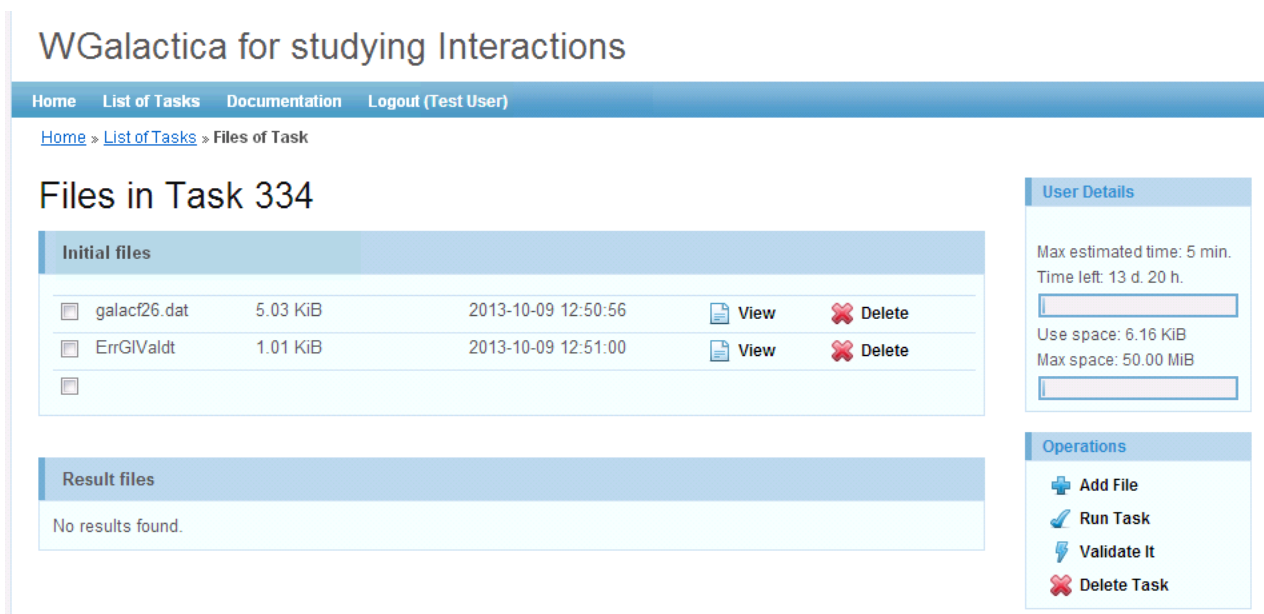 WGalactica for studying Interactions
Home List of Tasks Documentation Logout (Test User)
Home » List of Tasks » Files of Task
Files in Task 334
Initial files
galacf26.dat 5.03 KiB 2013-10-09 12:50:56 View Delete
ErrGlValdt 1.01 KiB 2013-10-09 12:51:00 View Delete
Result files
No results found.
User Details
Max estimated time: 5 min.
Time left: 13 d. 20 h.
Use space: 6.16 KiB
Max space: 50.00 MiB
Operations
Add File
Run Task
Validate It
Delete Task